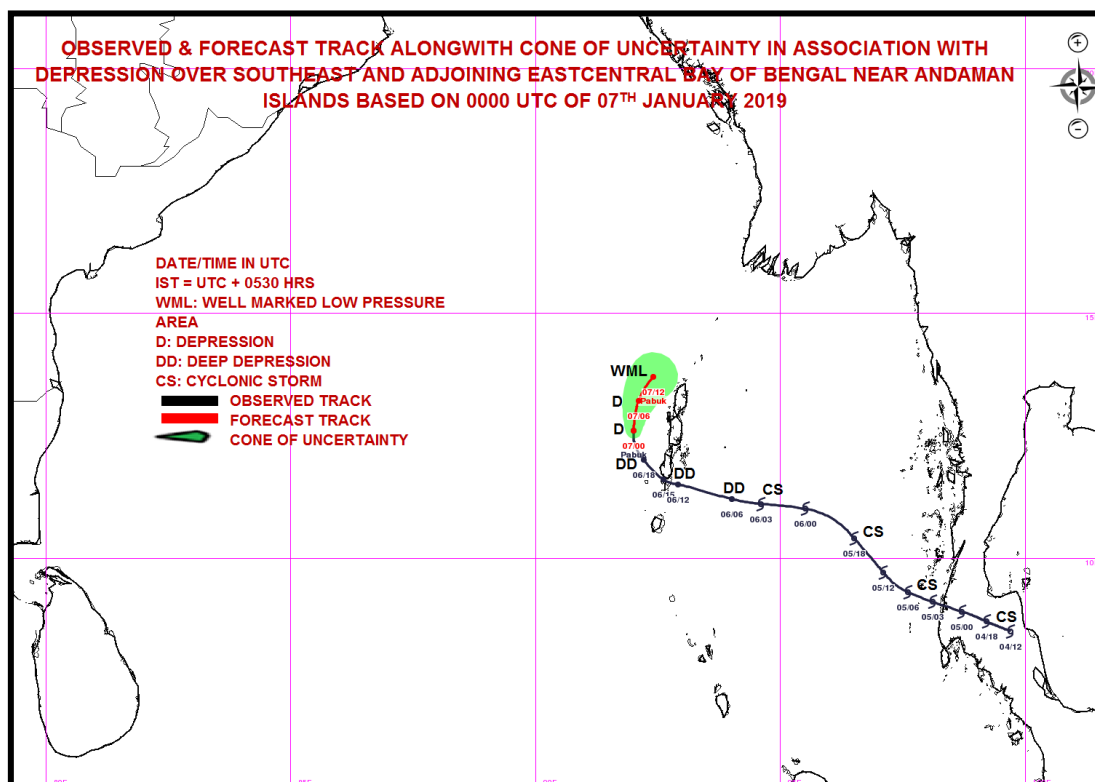 OBSERVED & FORECAST TRACK ALONGWITH CONE OF UNCERTAINTY IN ASSOCIATION WITH
DEPRESSION OVER SOUTHEAST AND ADJOINING EASTCENTRAL BAY OF BENGAL NEAR ANDAMAN
ISLANDS BASED ON 0000 UTC OF 07TH JANUARY 2019
DATE/TIME IN UTC
IST = UTC + 0530 HRS
WML: WELL MARKED LOW PRESSURE
AREA
D: DEPRESSION
DD: DEEP DEPRESSION
CS: CYCLONIC STORM
OBSERVED TRACK
FORECAST TRACK
CONE OF UNCERTAINTY
15
WML
07/12
Pabuk
D
07/06
D
07/00
Pabuk
DD
06/18
06/15
DD
06/12
DD
06/06
CS
06/03
06/00
CS
05/18
10
05/12
CS
05/06
05/03
05/00
CS
04/18
04/12